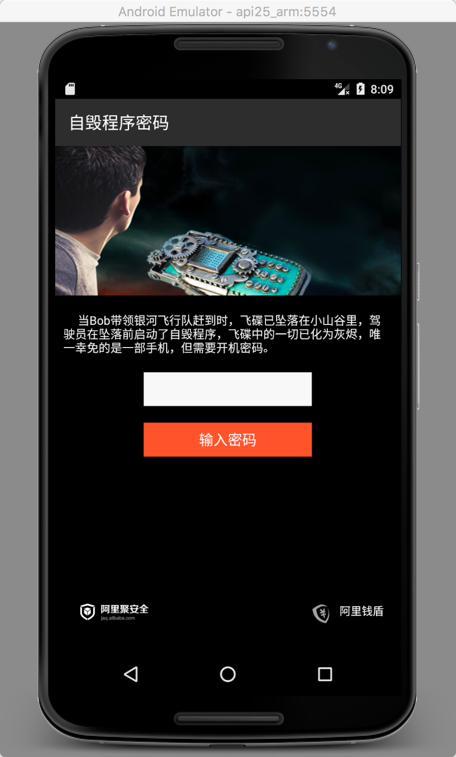 Android Emulator - api25_arm:5554
4G 8:09
自毁程序密码
当Bob带领银河飞行队赶到时，飞碟已坠落在小山谷里，驾
驶员在坠落前启动了自毁程序，飞碟中的一切已化为灰烬，唯
一幸免的是一部手机，但需要开机密码。
输入密码
阿里聚安全
jaq.alibaba.com
阿里钱盾